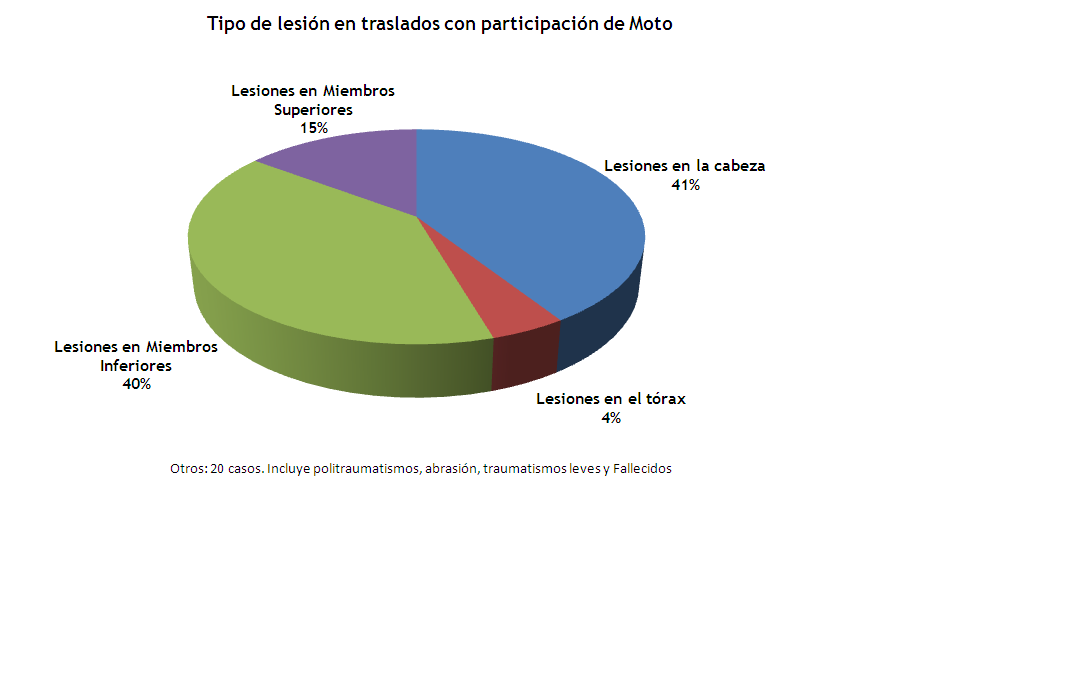 Tipo de lesión en traslados con participación de Moto
Lesiones en Miembros
Superiores
15%
Lesiones en la cabeza
41%
Lesiones en Miembros
Inferiores
40%
Lesiones en el tórax
4%
Otros: 20 casos. Incluye politraumatismos, abrasión, traumatismos leves y Fallecidos